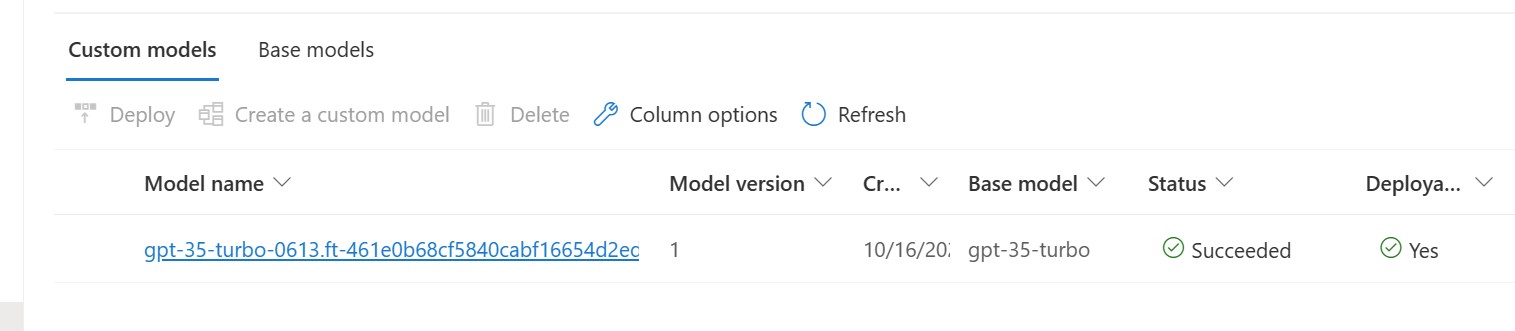 Custom models Base models
Deploy Create a custom model Delete Column options Refresh
Model name Model version Cr... Base model Status Deploya...
gpt-35-turbo-0613.ft-461e0b68cf5840cabf16654d2ec 1 10/16/202 gpt-35-turbo Succeeded Yes